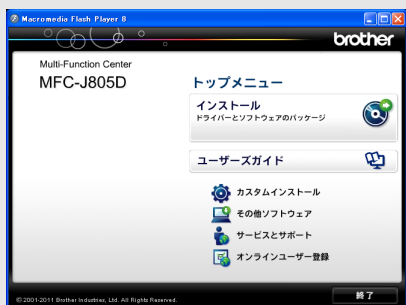 Macromedia Flash Player 8
brother
Multi-Function Center
MFC-J805D
トップメニュー
インストール
ドライバーとソフトウェアのパッケージ
ユーザーズガイド
カスタムインストール
その他ソフトウェア
サービスとサポート
オンラインユーザー登録
© 2001-2011 Brother Industries, Ltd. All Rights Reserved.
終了